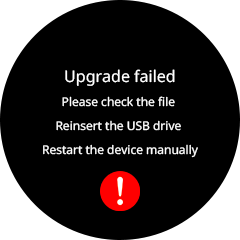 Upgrade failed
Please check the file
Reinsert the USB drive
Restart the device manually